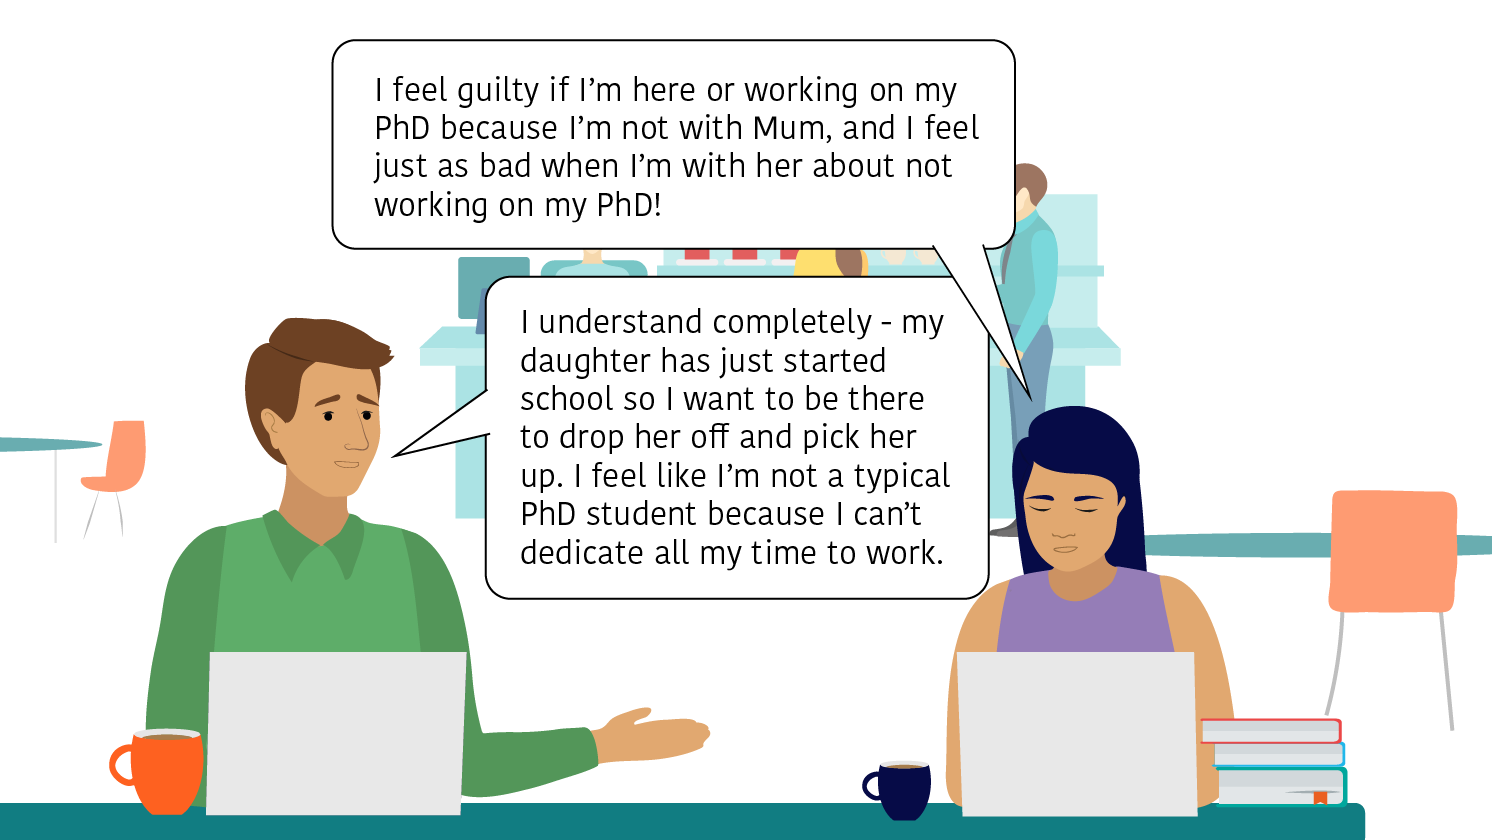 I feel guilty if I’m here or working on my
PhD because I’m not with Mum, and I feel
just as bad when I’m with her about not
working on my PhD!
I understand completely - my
daughter has just started
school so I want to be there
to drop her off and pick her
up. I feel like I’m not a typical
PhD student because I can’t
dedicate all my time to work.